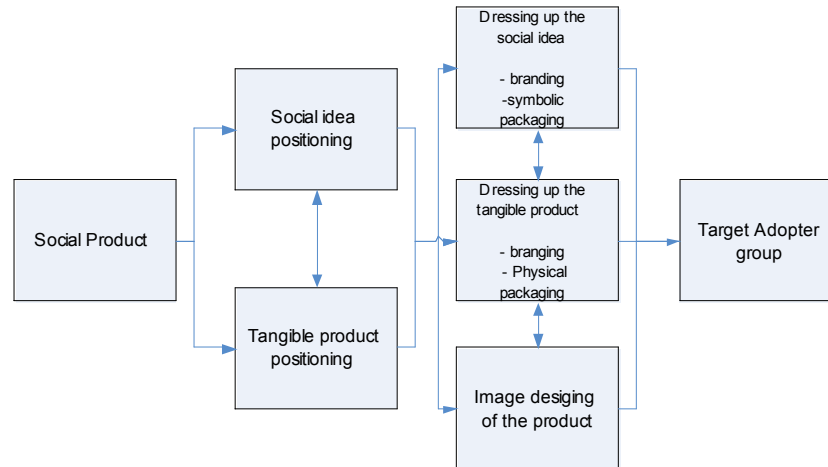 Social Product
Social idea
positioning
Tangible product
positioning
Dressing up the
social idea
- branding
-symbolic
packaging
Dressing up the
tangible product
- branging
- Physical
packaging
Image desiging
of the product
Target Adopter
group